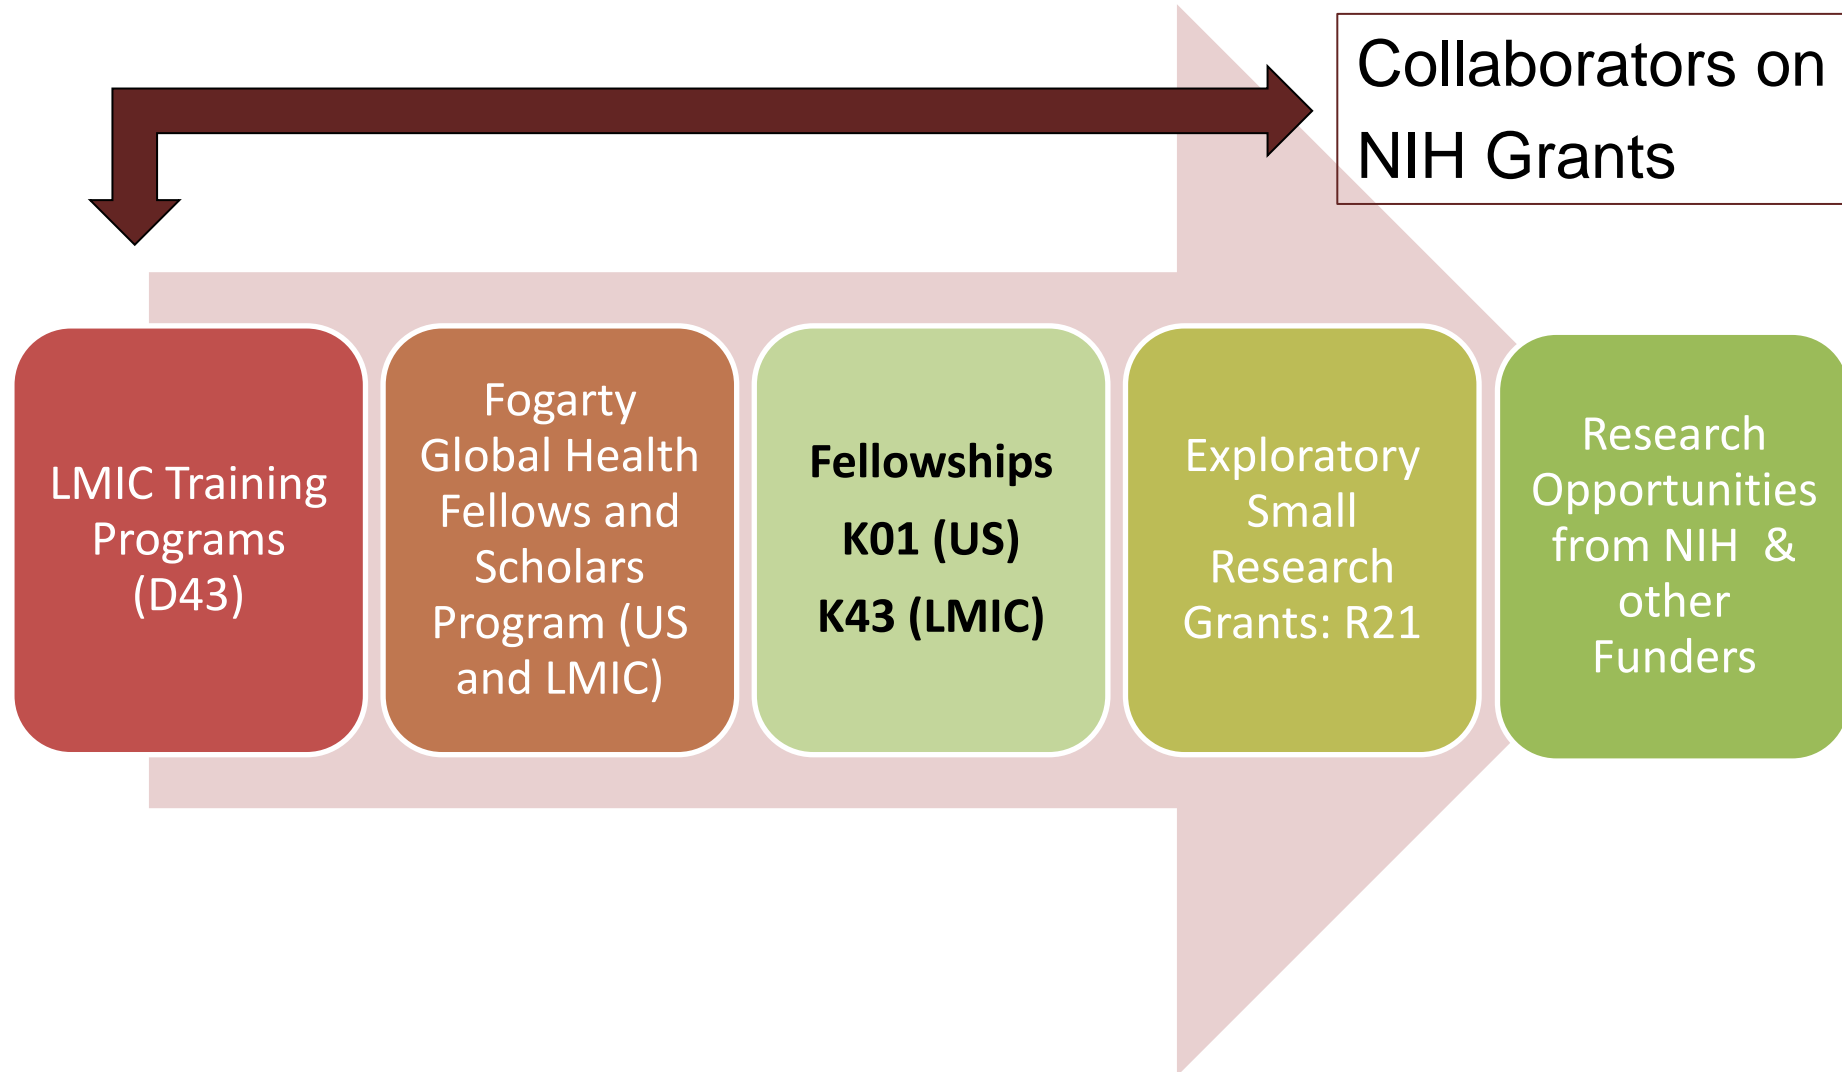 Collaborators on
NIH Grants
LMIC Training
Programs
(D43)
Fogarty
Global Health
Fellows and
Scholars
Program (US
and LMIC)
Fellowships
K01 (US)
K43 (LMIC)
Exploratory
Small
Research
Grants: R21
Research
Opportunities
from NIH  &
other
Funders